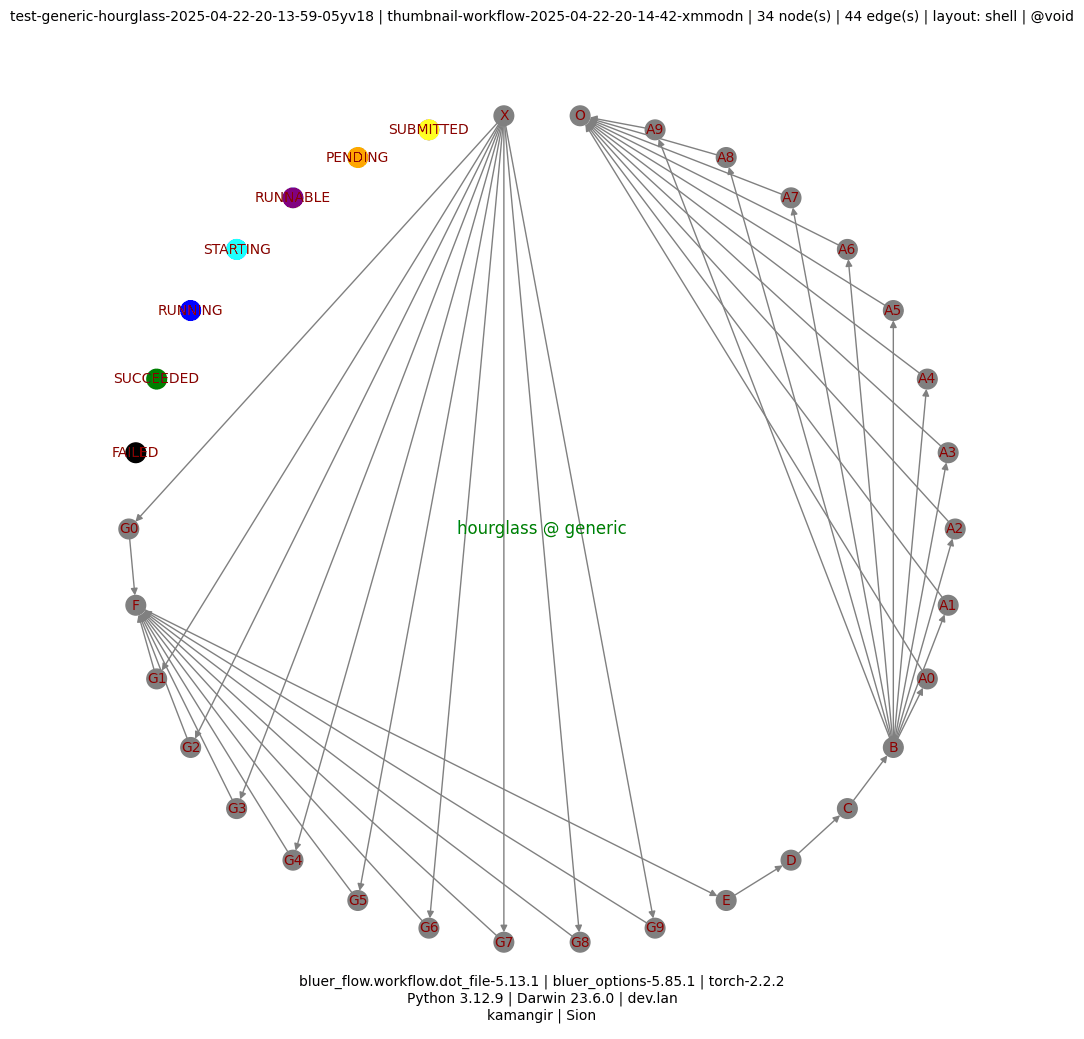 test-generic-hourglass-2025-04-22-20-13-59-05yv18 | thumbnail-workflow-2025-04-22-20-14-42-xmmodn | 34 node(s) | 44 edge(s) | layout: shell | @void
X
O
SUBMITTED
A9
PENDING
A8
RUNNABLE
A7
STARTING
A6
RUNNING
A5
SUCCEEDED
A4
FAILED
A3
G0
hourglass @ generic
A2
F
A1
G1
A0
G2
B
G3
C
G4
D
G5
E
G6
G9
G7
G8
bluer_flow.workflow.dot_file-5.13.1 | bluer_options-5.85.1 | torch-2.2.2
Python 3.12.9 | Darwin 23.6.0 | dev.lan
kamangir | Sion